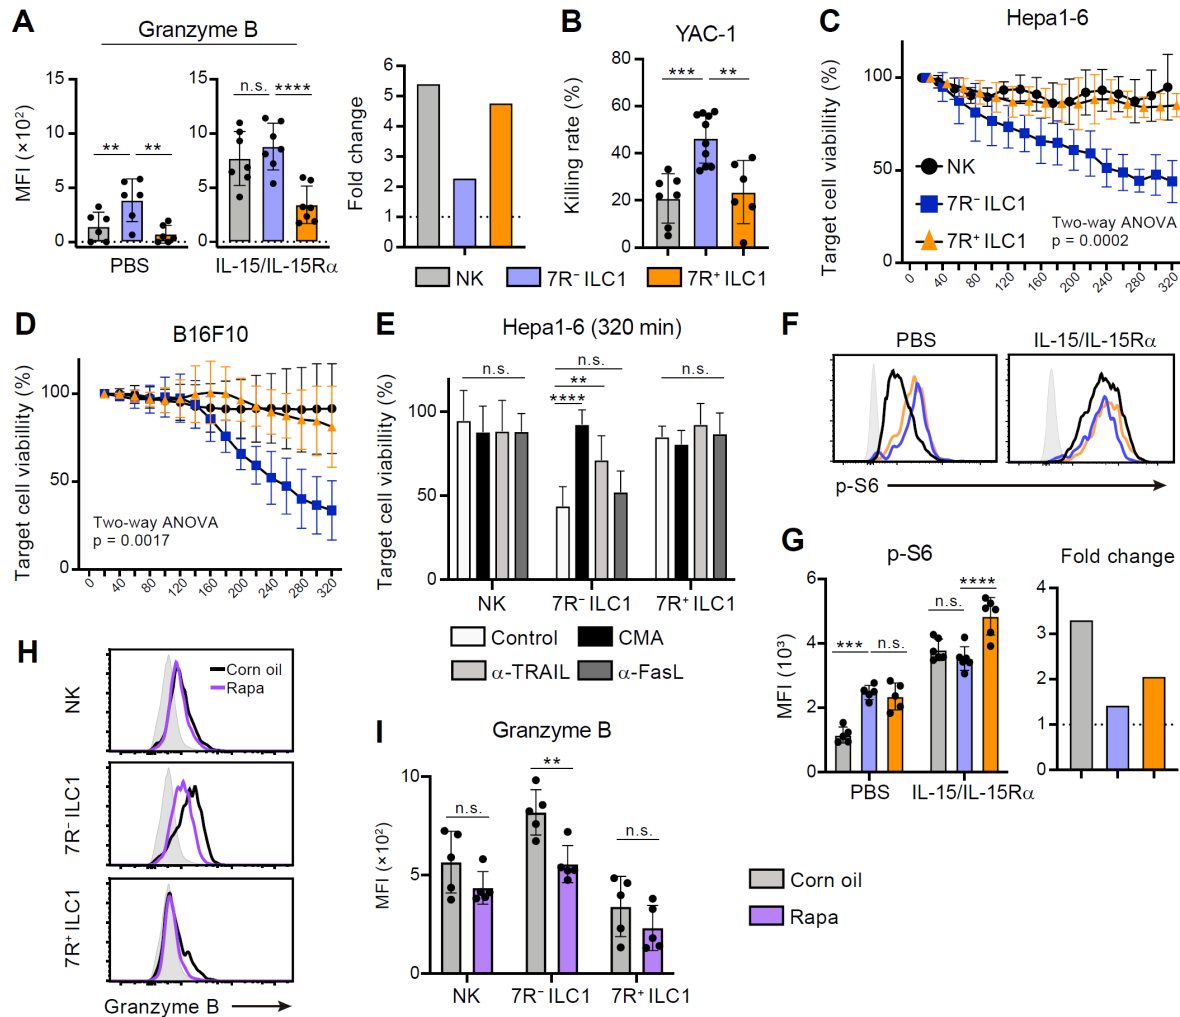 A
Granzyme B
MFI (×10²)
15
10
5
0
** **
PBS
15
10
5
0
n.s. ****
IL-15/IL-15Rα
Fold change
6
5
4
3
2
1
0
B
YAC-1
Killing rate (%)
80
60
40
20
0
*** **
NK 7R⁻ ILC1 7R⁺ ILC1
C
Hepa1-6
Target cell viability (%)
100
50
0
NK
7R⁻ ILC1
7R⁺ ILC1
Two-way ANOVA
p = 0.0002
0 40 80 120 160 200 240 280 320
D
B16F10
Target cell viability (%)
100
50
0
Two-way ANOVA
p = 0.0017
0 40 80 120 160 200 240 280 320
E
Hepa1-6 (320 min)
Target cell viability (%)
100
50
0
n.s.
n.s.
**
****
n.s.
NK 7R⁻ ILC1 7R⁺ ILC1
Control CMA
α-TRAIL α-FasL
F
PBS IL-15/IL-15Rα
p-S6
G
p-S6
MFI (10³)
6
4
2
0
*** n.s.
n.s.
****
PBS IL-15/IL-15Rα
Fold change
4
3
2
1
0
H
NK
Corn oil
Rapa
7R⁻ ILC1
7R⁺ ILC1
Granzyme B
I
Granzyme B
MFI (×10²)
10
5
0
n.s.
**
n.s.
NK 7R⁻ ILC1 7R⁺ ILC1
Corn oil
Rapa